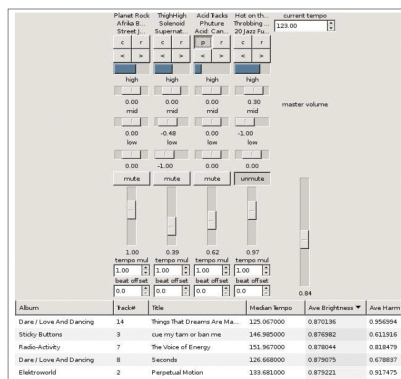 Planet Rock ThighHigh Acid Tracks Hot on th... current tempo
Afrika B... Solenoid Phuture Throbbing ... 123.00
Street J... Supernat... Acid Can... 20 Jazz Fu...
c r c r p r c r
< > < > < > < >
high high high high
0.00 0.00 0.00 0.30
mid mid mid mid master volume
0.00 -0.48 0.00 -1.00
low low low low
0.00 -1.00 0.00 0.00
mute mute mute unmute
1.00 0.39 0.62 0.97
tempo mul tempo mul tempo mul tempo mul
1.00 1.00 1.00 1.00
beat offset beat offset beat offset beat offset
0.0 0.0 0.0 0.0 0.84
Album Track# Title Median Tempo Ave Brightness Ave Harm
Dare / Love And Dancing 14 Things That Dreams Are Ma... 125.067000 0.870136 0.956994
Sticky Buttons 3 cue my tam or ban me 146.985000 0.876982 0.611916
Radio-Activity 7 The Voice of Energy 151.967000 0.878044 0.818479
Dare / Love And Dancing 8 Seconds 126.668000 0.879075 0.678837
Elektroworld 2 Perpetual Motion 133.681000 0.879221 0.917475